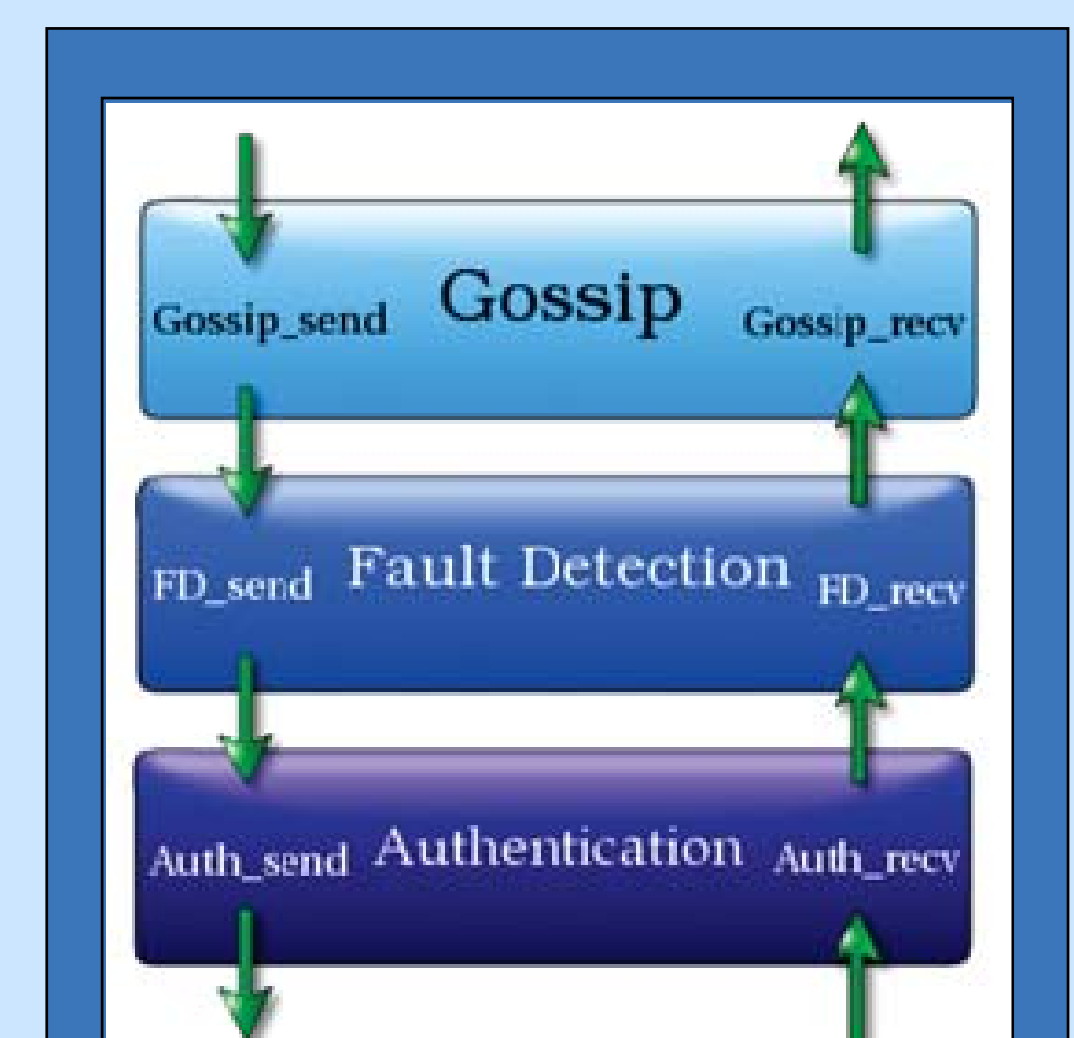 Gossip
Gossip_send
Gossip_recv
Fault Detection
FD_send
FD_recv
Authentication
Auth_send
Auth_recv